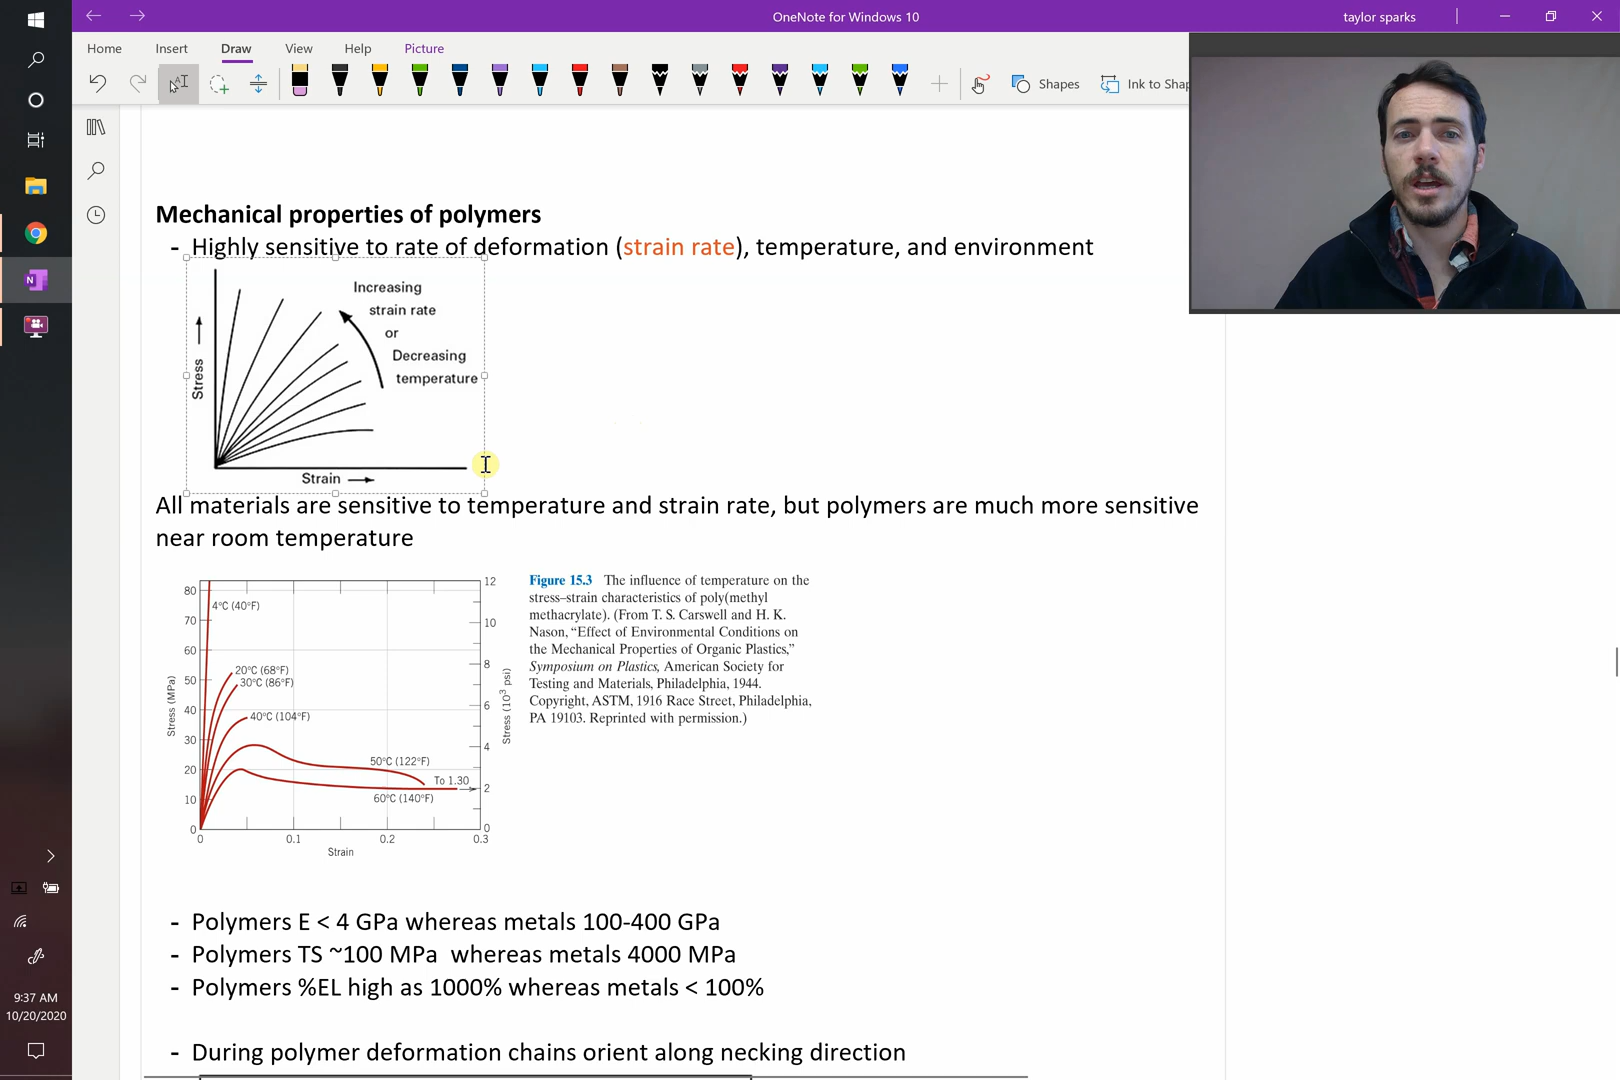 OneNote for Windows 10
taylor sparks
Home Insert Draw View Help Picture
Shapes
Ink to Shap
Mechanical properties of polymers
- Highly sensitive to rate of deformation (strain rate), temperature, and environment
Increasing
strain rate
or
Decreasing
temperature
Stress
Strain
All materials are sensitive to temperature and strain rate, but polymers are much more sensitive
near room temperature
80
70
60
50
40
30
20
10
0
12
10
8
6
4
2
0
4°C (40°F)
20°C (68°F)
30°C (86°F)
40°C (104°F)
50°C (122°F)
To 1.30
60°C (140°F)
Stress (MPa)
Stress (10³ psi)
0 0.1 0.2 0.3
Strain
Figure 15.3 The influence of temperature on the
stress–strain characteristics of poly(methyl
methacrylate). (From T. S. Carswell and H. K.
Nason, “Effect of Environmental Conditions on
the Mechanical Properties of Organic Plastics,”
Symposium on Plastics, American Society for
Testing and Materials, Philadelphia, 1944.
Copyright, ASTM, 1916 Race Street, Philadelphia,
PA 19103. Reprinted with permission.)
- Polymers E < 4 GPa whereas metals 100-400 GPa
- Polymers TS ~100 MPa whereas metals 4000 MPa
- Polymers %EL high as 1000% whereas metals < 100%
- During polymer deformation chains orient along necking direction
9:37 AM
10/20/2020